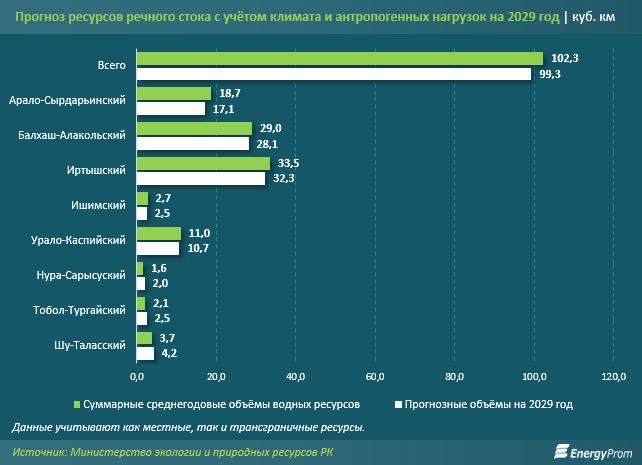 Прогноз ресурсов речного стока с учётом климата и антропогенных нагрузок на 2029 год | куб. км
Всего
102,3
99,3
Арало-Сырдарьинский
18,7
17,1
Балхаш-Алакольский
29,0
28,1
Иртышский
33,5
32,3
Ишимский
2,7
2,5
Урало-Каспийский
11,0
10,7
Нура-Сарысуский
1,6
2,0
Тобол-Тургайский
2,1
2,5
Шу-Таласский
3,7
4,2
0,0 20,0 40,0 60,0 80,0 100,0 120,0
Суммарные среднегодовые объёмы водных ресурсов Прогнозные объёмы на 2029 год
Данные учитывают как местные, так и трансграничные ресурсы.
Источник: Министерство экологии и природных ресурсов РК
EnergyProm